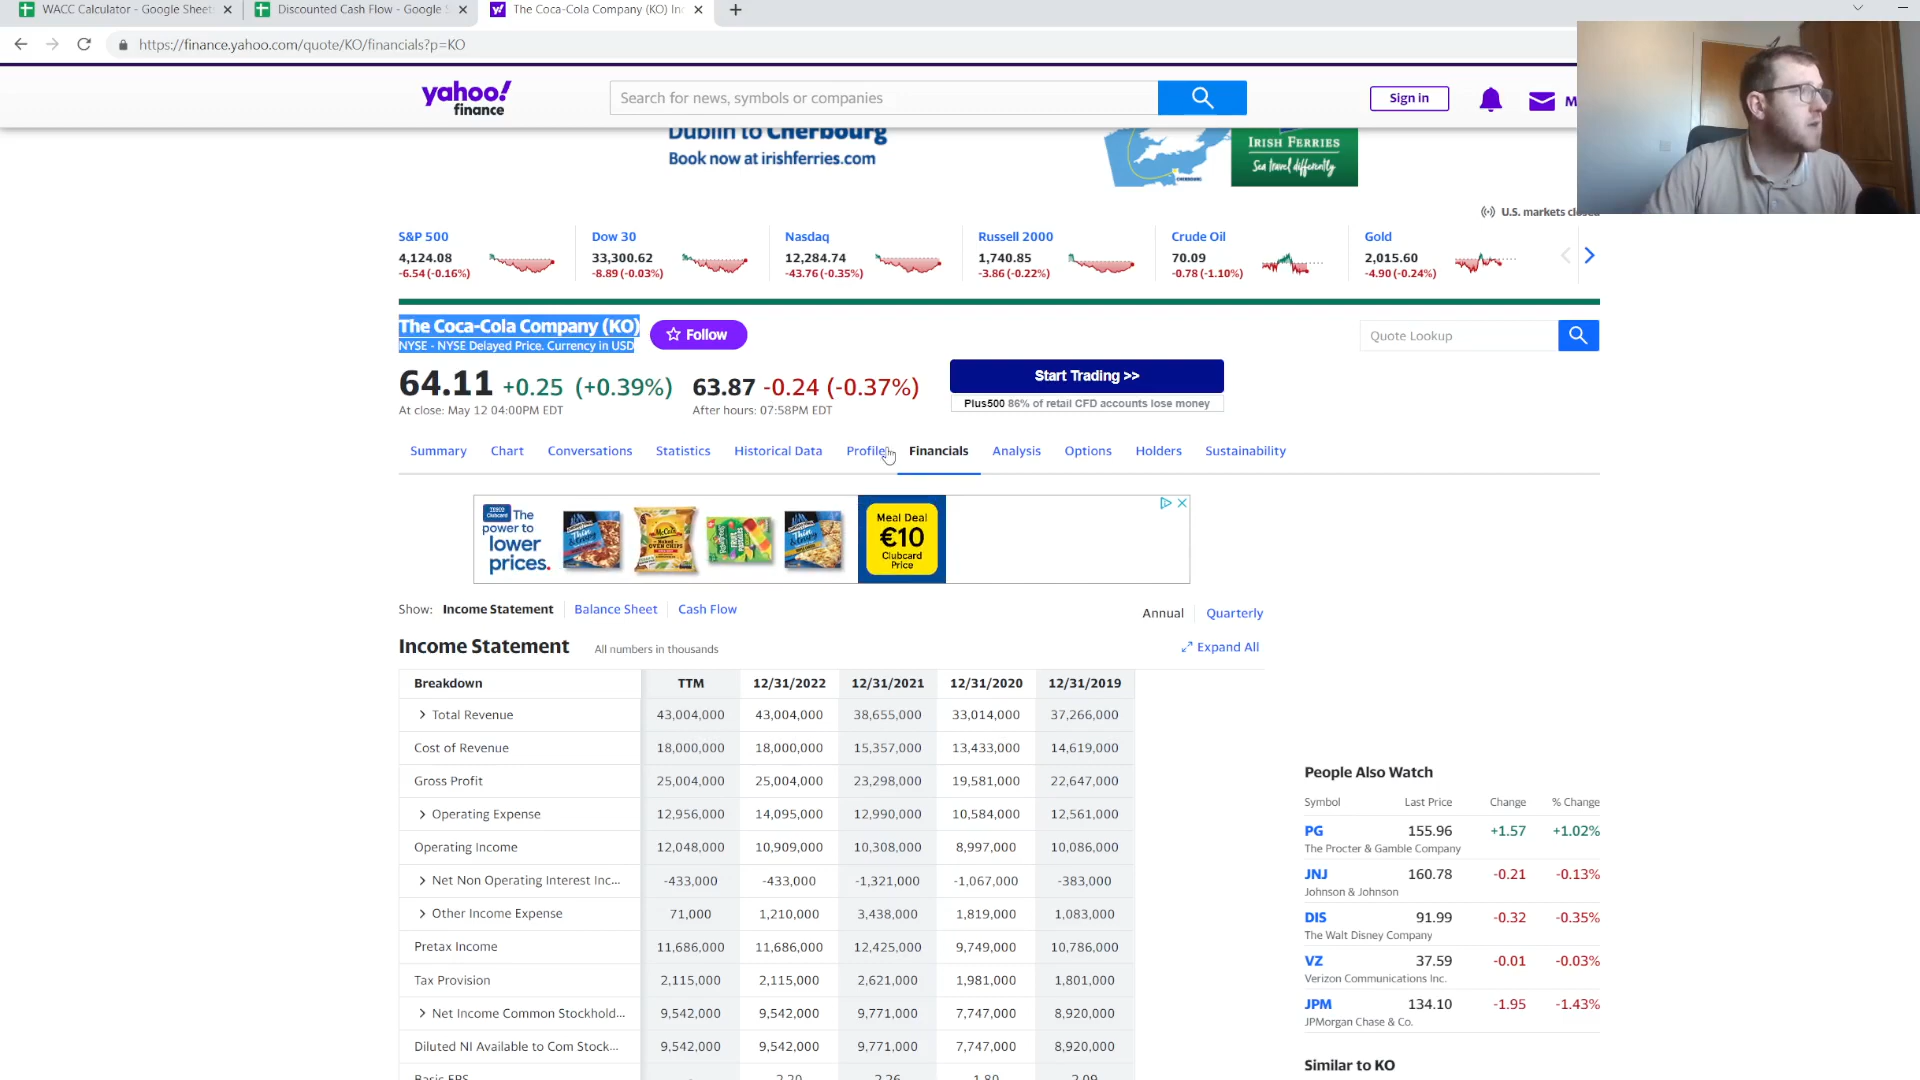 WACC Calculator - Google Sheet
Discounted Cash Flow - Google S
The Coca-Cola Company (KO) In
https://finance.yahoo.com/quote/KO/financials?p=KO
yahoo!
finance
Search for news, symbols or companies
Sign in
M
Dublin to Cherbourg
Book now at irishferries.com
CHERBOURG
IRISH FERRIES
Sea travel differently
U.S. markets closed
S&P 500
4,124.08
-6.54 (-0.16%)
Dow 30
33,300.62
-8.89 (-0.03%)
Nasdaq
12,284.74
-43.76 (-0.35%)
Russell 2000
1,740.85
-3.86 (-0.22%)
Crude Oil
70.09
-0.78 (-1.10%)
Gold
2,015.60
-4.90 (-0.24%)
The Coca-Cola Company (KO)
NYSE - NYSE Delayed Price. Currency in USD
Follow
Quote Lookup
64.11 +0.25 (+0.39%)
At close: May 12 04:00PM EDT
63.87 -0.24 (-0.37%)
After hours: 07:58PM EDT
Start Trading >>
Plus500 86% of retail CFD accounts lose money
Summary Chart Conversations Statistics Historical Data Profile Financials Analysis Options Holders Sustainability
TESCO
Clubcard
The
power to
lower
prices.
McCain
Meal Deal
€10
Clubcard
Price
Show: Income Statement Balance Sheet Cash Flow
Annual Quarterly
Income Statement All numbers in thousands
Expand All
Breakdown TTM 12/31/2022 12/31/2021 12/31/2020 12/31/2019
Total Revenue 43,004,000 43,004,000 38,655,000 33,014,000 37,266,000
Cost of Revenue 18,000,000 18,000,000 15,357,000 13,433,000 14,619,000
Gross Profit 25,004,000 25,004,000 23,298,000 19,581,000 22,647,000
Operating Expense 12,956,000 14,095,000 12,990,000 10,584,000 12,561,000
Operating Income 12,048,000 10,909,000 10,308,000 8,997,000 10,086,000
Net Non Operating Interest Inc... -433,000 -433,000 -1,321,000 -1,067,000 -383,000
Other Income Expense 71,000 1,210,000 3,438,000 1,819,000 1,083,000
Pretax Income 11,686,000 11,686,000 12,425,000 9,749,000 10,786,000
Tax Provision 2,115,000 2,115,000 2,621,000 1,981,000 1,801,000
Net Income Common Stockhold... 9,542,000 9,542,000 9,771,000 7,747,000 8,920,000
Diluted NI Available to Com Stock... 9,542,000 9,542,000 9,771,000 7,747,000 8,920,000
Basic EPS - 2.20 2.26 1.80 2.09
People Also Watch
Symbol Last Price Change % Change
PG 155.96 +1.57 +1.02%
The Procter & Gamble Company
JNJ 160.78 -0.21 -0.13%
Johnson & Johnson
DIS 91.99 -0.32 -0.35%
The Walt Disney Company
VZ 37.59 -0.01 -0.03%
Verizon Communications Inc.
JPM 134.10 -1.95 -1.43%
JPMorgan Chase & Co.
Similar to KO